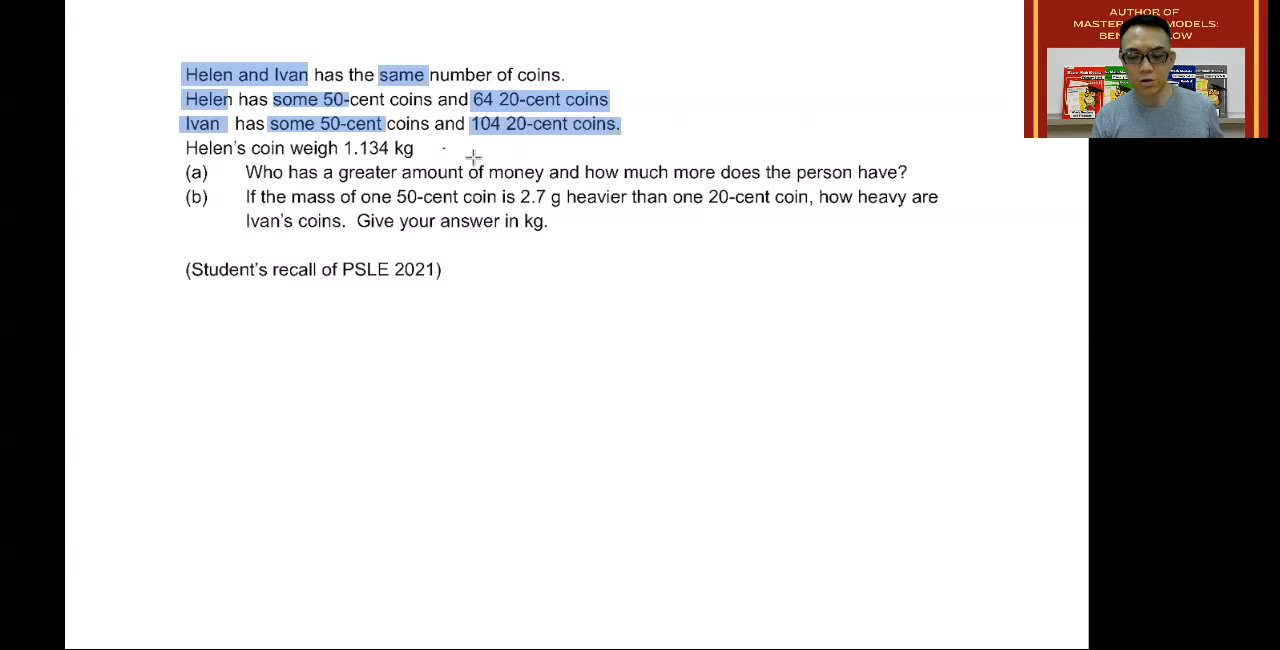 AUTHOR OF
Helen and Ivan has the same number of coins.
Helen has some 50-cent coins and 64 20-cent coins
Ivan has some 50-cent coins and 104 20-cent coins.
Helen's coin weigh 1.134 kg
(a) Who has a greater amount of money and how much more does the person have?
(b) If the mass of one 50-cent coin is 2.7 g heavier than one 20-cent coin, how heavy are
Ivan's coins. Give your answer in kg.
(Student's recall of PSLE 2021)